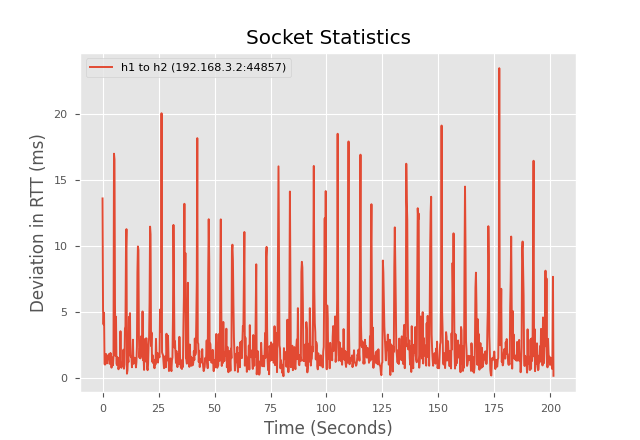 Socket Statistics
h1 to h2 (192.168.3.2:44857)
Deviation in RTT (ms)
20
15
10
5
0
0 25 50 75 100 125 150 175 200
Time (Seconds)